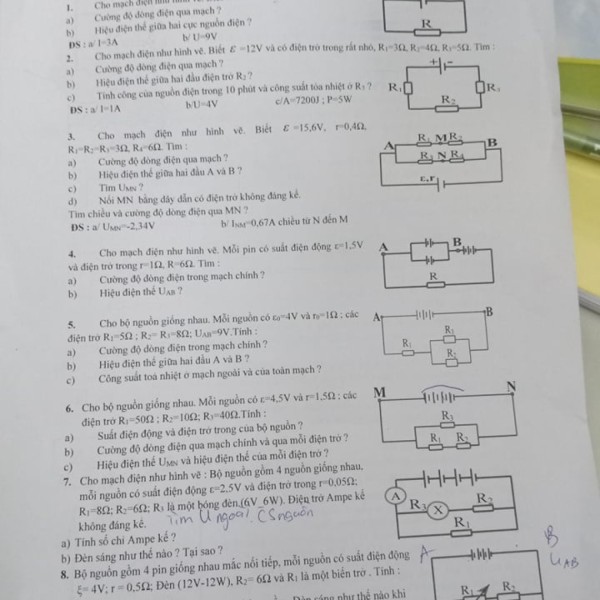 1. Cho mạch điện như hình vẽ.
a) Cường độ dòng điện qua mạch ?
b) Hiệu điện thế giữa hai cực nguồn điện ?
ĐS : a/ I=3A b/ U=9V
R
2. Cho mạch điện như hình vẽ. Biết ℰ =12V và có điện trở trong rất nhỏ, R₁=3Ω, R₂=4Ω, R₃=5Ω. Tìm :
a) Cường độ dòng điện qua mạch ?
b) Hiệu điện thế giữa hai đầu điện trở R₂ ?
c) Tính công của nguồn điện trong 10 phút và công suất tỏa nhiệt ở R₃ ?
ĐS : a/ I=1A b/U=4V c/A=7200J ; P=5W
+ -
R₁ R₃
R₂
3. Cho mạch điện như hình vẽ. Biết ℰ =15,6V, r=0,4Ω,
R₁=R₂=R₃=3Ω, R₄=6Ω. Tìm :
a) Cường độ dòng điện qua mạch ?
b) Hiệu điện thế giữa hai đầu A và B ?
c) Tìm UMN ?
d) Nối MN bằng dây dẫn có điện trở không đáng kể.
Tìm chiều và cường độ dòng điện qua MN ?
ĐS : a/ UMN=-2,34V b/ INM=0,67A chiều từ N đến M
R₁ M R₂
A B
R₃ N R₄
ε,r
4. Cho mạch điện như hình vẽ. Mỗi pin có suất điện động ε=1,5V
và điện trở trong r=1Ω, R=6Ω. Tìm :
a) Cường độ dòng điện trong mạch chính ?
b) Hiệu điện thế UAB ?
A B
R
5. Cho bộ nguồn giống nhau. Mỗi nguồn có ε₀=4V và r₀=1Ω ; các
điện trở R₁=5Ω ; R₂= R₃=8Ω; UAB=9V.Tính :
a) Cường độ dòng điện trong mạch chính ?
b) Hiệu điện thế giữa hai đầu A và B ?
c) Công suất toả nhiệt ở mạch ngoài và của toàn mạch ?
A B
R₁
6. Cho bộ nguồn giống nhau. Mỗi nguồn có ε=4,5V và r=1,5Ω ; các
điện trở R₁=50Ω ; R₂=10Ω; R₃=40Ω.Tính :
a) Suất điện động và điện trở trong của bộ nguồn ?
b) Cường độ dòng điện qua mạch chính và qua mỗi điện trở ?
c) Hiệu điện thế UMN và hiệu điện thế của mỗi điện trở ?
M N
R₃
R₁ R₂
7. Cho mạch điện như hình vẽ : Bộ nguồn gồm 4 nguồn giống nhau,
mỗi nguồn có suất điện động ε=2,5V và điện trở trong r=0,05Ω;
R₁=8Ω; R₂=6Ω; R₃ là một bóng đèn.(6V_6W). Điện trở Ampe kế
không đáng kể. Tìm U ngoài CS nguồn
a) Tính số chỉ Ampe kế ?
b) Đèn sáng như thế nào ? Tại sao ?
A
R₃ X R₂
R₁
8. Bộ nguồn gồm 4 pin giống nhau mắc nối tiếp, mỗi nguồn có suất điện động
ξ= 4V; r = 0,5Ω; Đèn (12V-12W), R₂= 6Ω và R₁ là một biến trở . Tính :
A B
UAB
R₁ R₂
Đèn sáng như thế nào khi